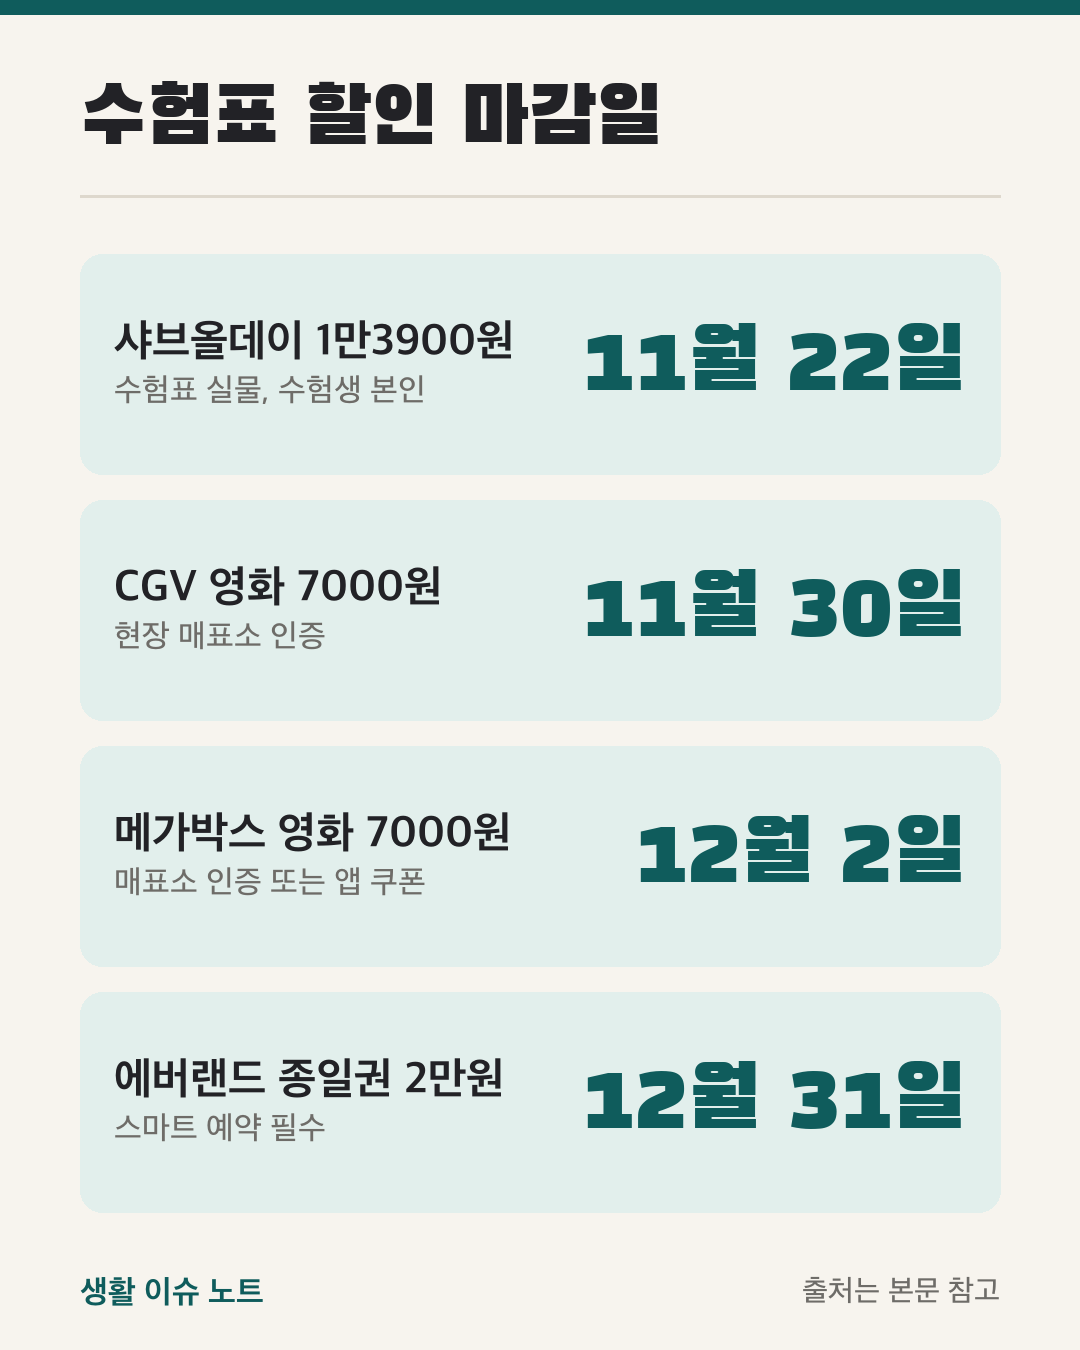 수험표 할인 마감일
샤브올데이 1만3900원
수험표 실물, 수험생 본인
11월 22일
CGV 영화 7000원
현장 매표소 인증
11월 30일
메가박스 영화 7000원
매표소 인증 또는 앱 쿠폰
12월 2일
에버랜드 종일권 2만원
스마트 예약 필수
12월 31일
생활 이슈 노트
출처는 본문 참고